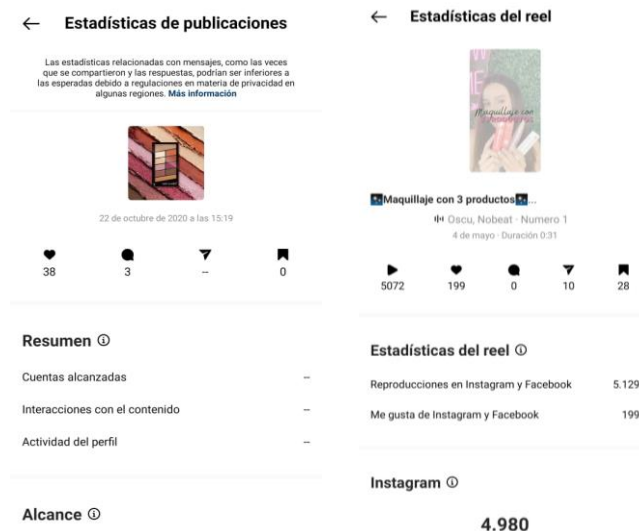 Estadísticas de publicaciones
Las estadísticas relacionadas con mensajes, como las veces
que se compartieron y las respuestas, podrían ser inferiores a
las esperadas debido a regulaciones en materia de privacidad en
algunas regiones. Más información
22 de octubre de 2020 a las 15:19
38 3 -- 0
Resumen
Cuentas alcanzadas --
Interacciones con el contenido --
Actividad del perfil --
Alcance
Estadísticas del reel
Maquillaje con
Maquillaje con 3 productos...
Oscu, Nobeat · Numero 1
4 de mayo · Duración 0:31
5072 199 0 10 28
Estadísticas del reel
Reproducciones en Instagram y Facebook 5.129
Me gusta de Instagram y Facebook 199
Instagram
4.980